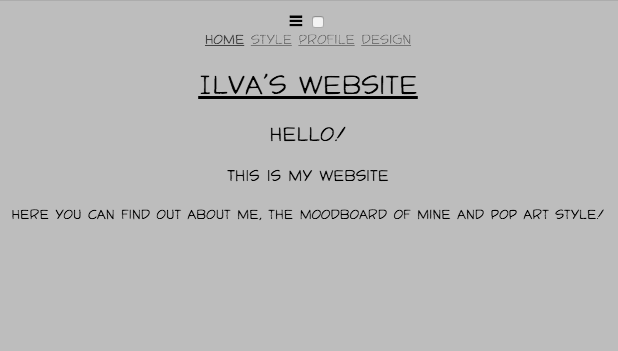 HOME STYLE PROFILE DESIGN
ILVA'S WEBSITE
HELLO!
THIS IS MY WEBSITE
HERE YOU CAN FIND OUT ABOUT ME, THE MOODBOARD OF MINE AND POP ART STYLE!